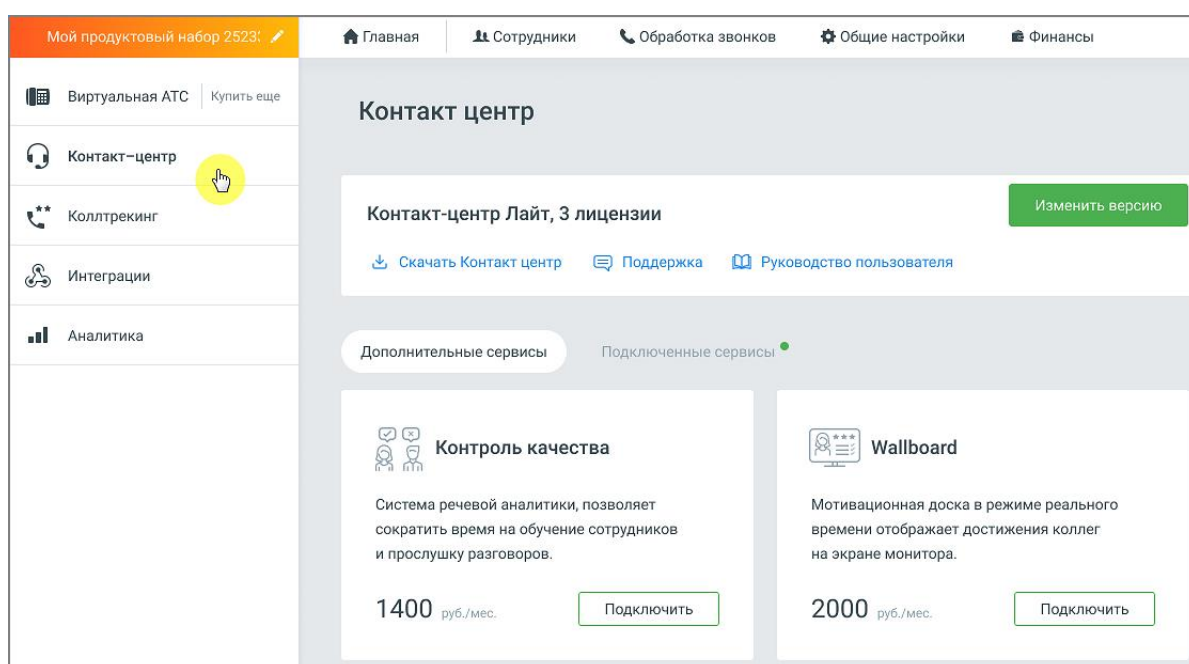 Мой продуктовый набор 2523
Главная
Сотрудники
Обработка звонков
Общие настройки
Финансы
Виртуальная АТС
Купить еще
Контакт–центр
Коллтрекинг
Интеграции
Аналитика
Контакт центр
Контакт-центр Лайт, 3 лицензии
Изменить версию
Скачать Контакт центр
Поддержка
Руководство пользователя
Дополнительные сервисы
Подключенные сервисы
Контроль качества
Система речевой аналитики, позволяет
сократить время на обучение сотрудников
и прослушку разговоров.
1400 руб./мес.
Подключить
Wallboard
Мотивационная доска в режиме реального
времени отображает достижения коллег
на экране монитора.
2000 руб./мес.
Подключить